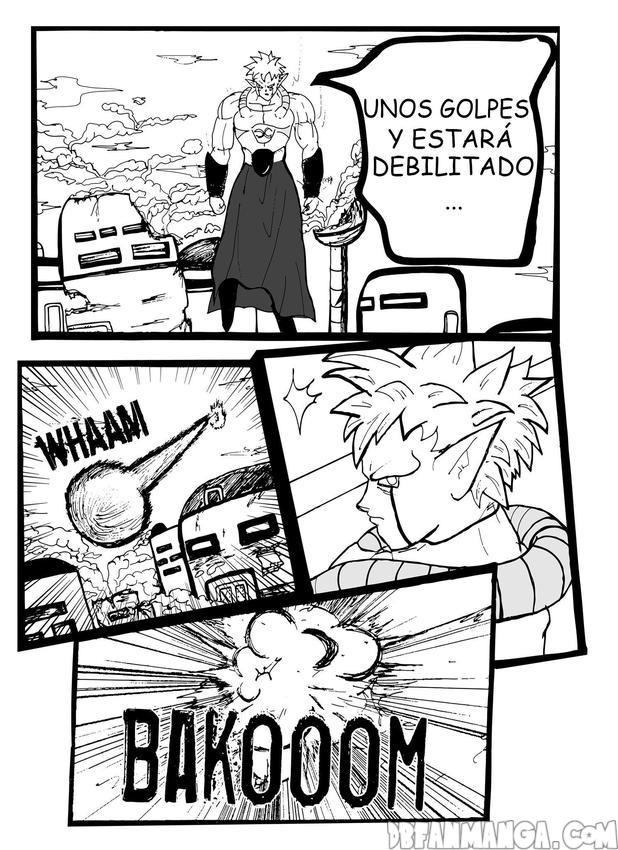 UNOS GOLPES
Y ESTARÁ
DEBILITADO
...
WHAAM
BAKOOOM
DBFANMANGA.COM